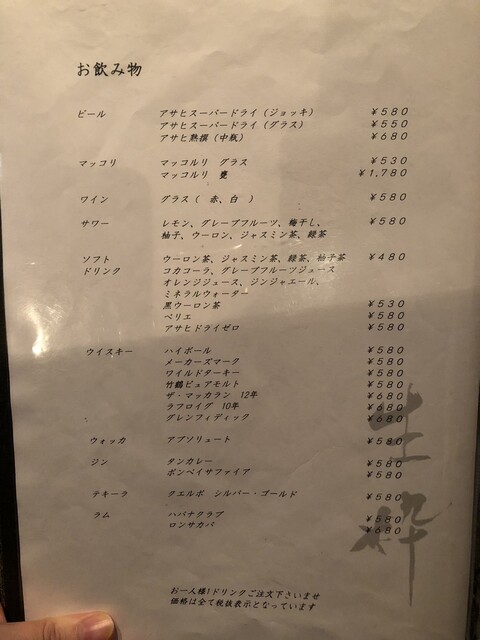 お飲み物
ビール アサヒスーパードライ（ジョッキ） ￥580
アサヒスーパードライ（グラス） ￥550
アサヒ熟撰（中瓶） ￥680
マッコリ マッコルリ グラス ￥530
マッコルリ 甕 ￥1,780
ワイン グラス（ 赤、白 ） ￥580
サワー レモン、グレープフルーツ、梅干し、 ￥580
柚子、ウーロン、ジャスミン茶、緑茶
ソフト ウーロン茶、ジャスミン茶、緑茶、柚子茶 ￥480
ドリンク コカコーラ、グレープフルーツジュース
オレンジジュース、ジンジャエール、
ミネラルウォーター
黒ウーロン茶 ￥530
ペリエ ￥580
アサヒドライゼロ ￥580
ウイスキー ハイボール ￥580
メーカーズマーク ￥580
ワイルドターキー ￥580
竹鶴ピュアモルト ￥580
ザ・マッカラン 12年 ￥680
ラフロイグ 10年 ￥680
グレンフィディック ￥680
ウォッカ アブソリュート ￥580
ジン タンカレー ￥580
ボンベイサファイア ￥580
テキーラ クエルボ シルバー・ゴールド ￥580
ラム ハバナクラブ ￥580
ロンサカパ ￥680
生粋
お一人様1ドリンクご注文下さいませ
価格は全て税抜表示となっています